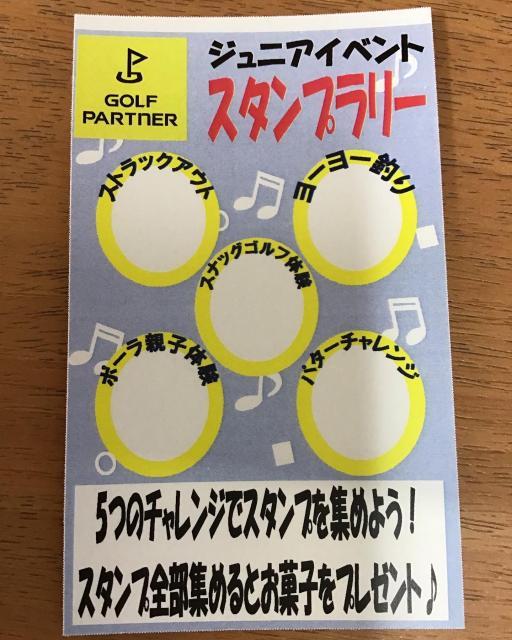 GOLF
PARTNER
ジュニアイベント
スタンプラリー
ストラックアウト
ヨーヨー釣り
スナッグゴルフ体験
ポーラ親子体験
パターチャレンジ
5つのチャレンジでスタンプを集めよう!
スタンプ全部集めるとお菓子をプレゼント♪